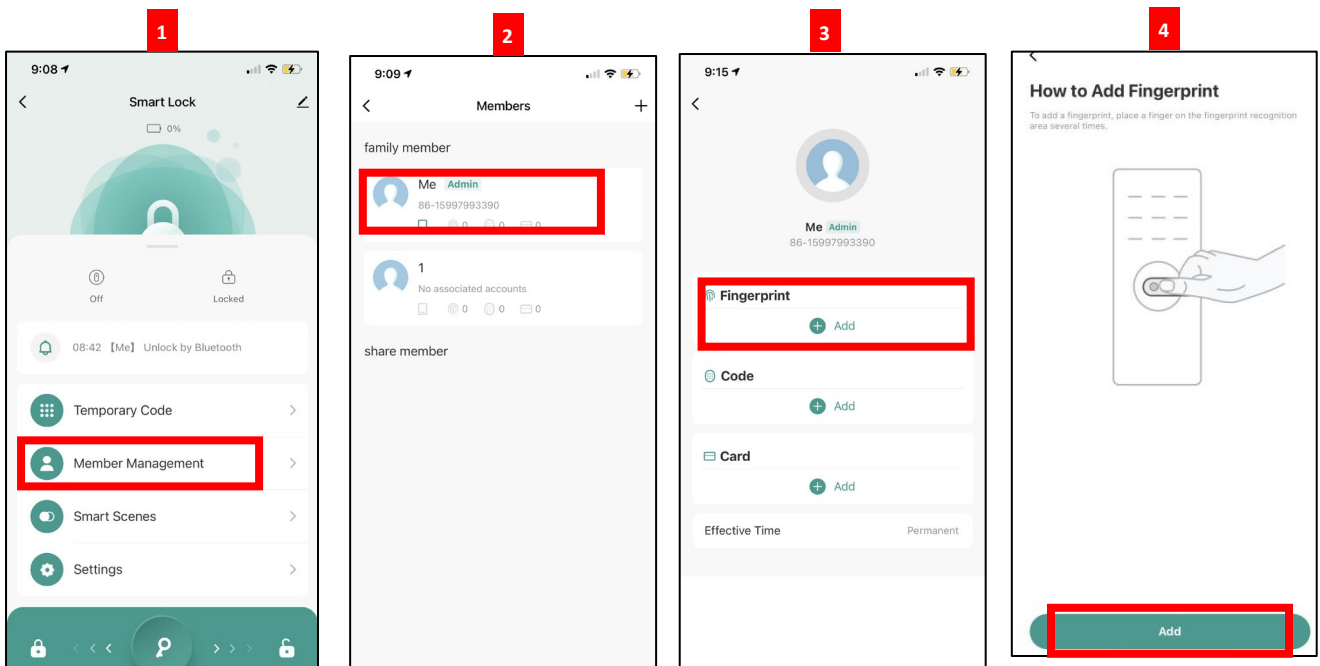 1
9:08
Smart Lock
0%
Off
Locked
08:42 【Me】 Unlock by Bluetooth
Temporary Code
Member Management
Smart Scenes
Settings
2
9:09
Members
+
family member
Me Admin
86-15997993390
0 0 0
1
No associated accounts
0 0 0
share member
3
9:15
Me Admin
86-15997993390
Fingerprint
Add
Code
Add
Card
Add
Effective Time Permanent
4
How to Add Fingerprint
To add a fingerprint, place a finger on the fingerprint recognition
area several times.
Add